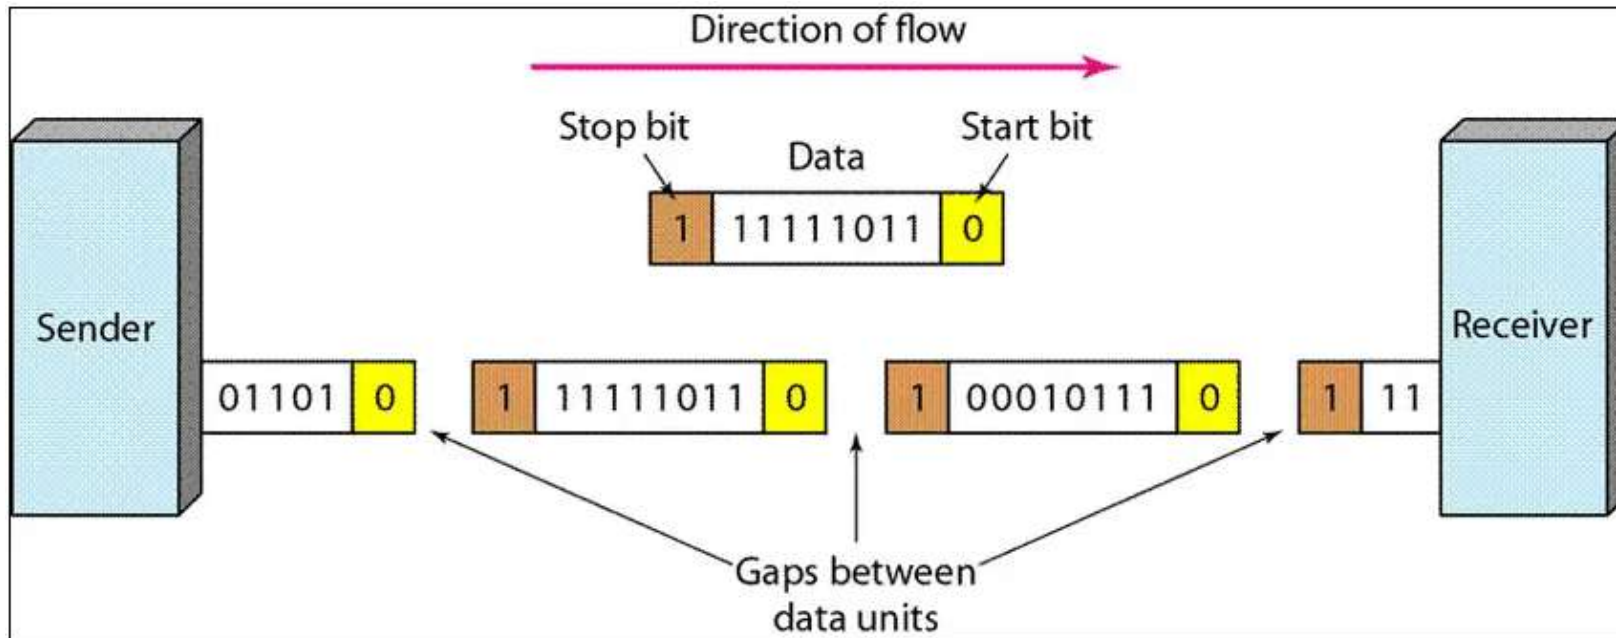 Direction of flow
Stop bit
Start bit
Data
1 11111011 0
Sender
Receiver
01101 0 1 11111011 0 1 00010111 0 1 11
Gaps between
data units